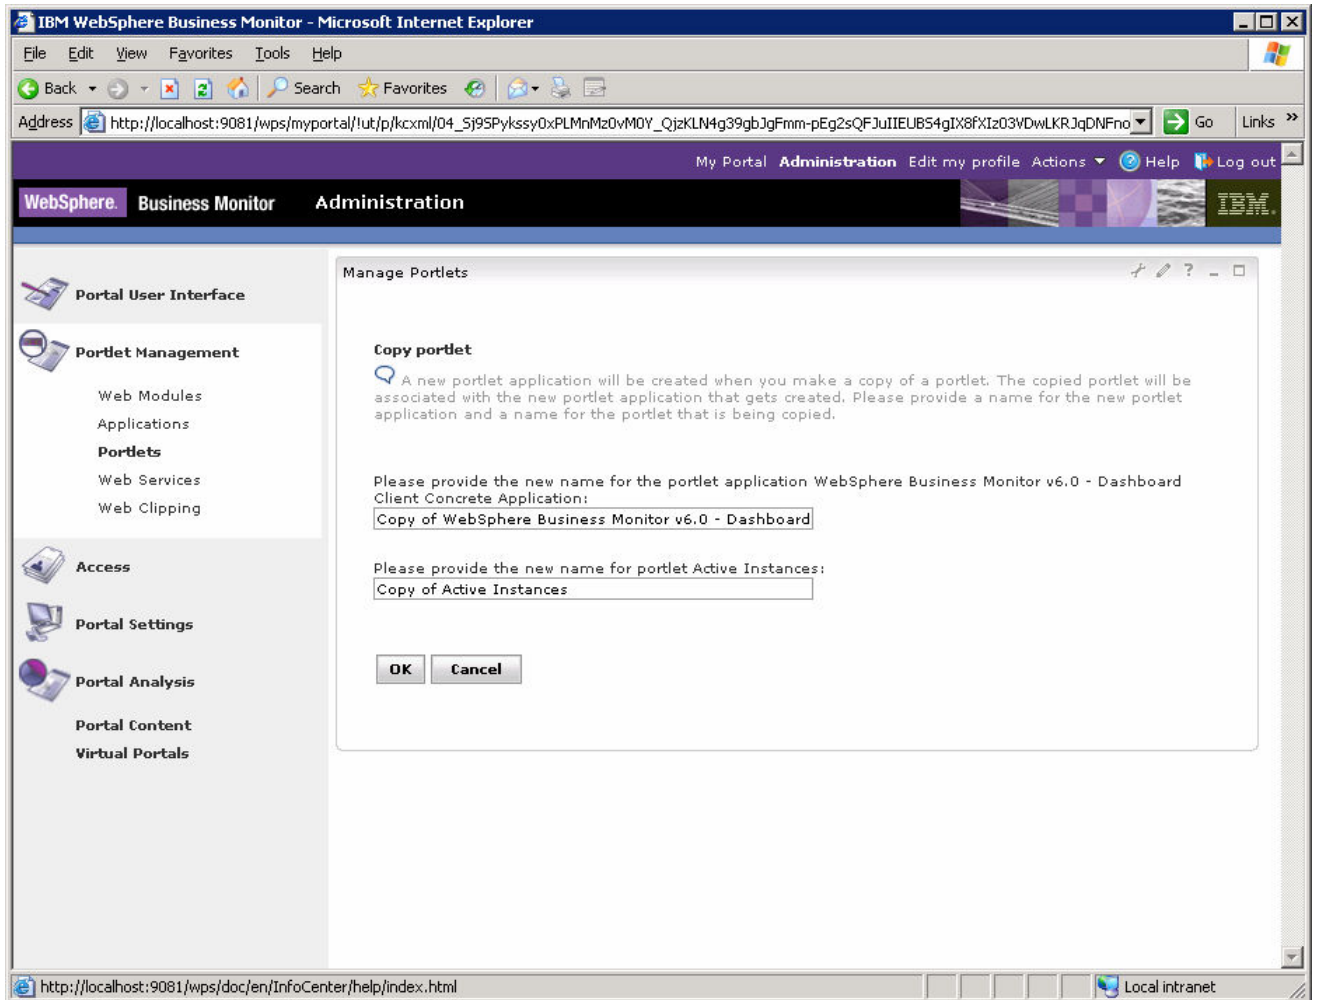 IBM WebSphere Business Monitor - Microsoft Internet Explorer
File Edit View Favorites Tools Help
Back Search Favorites
Address http://localhost:9081/wps/myportal/!ut/p/kcxml/04_Sj9SPykssy0xPLMnMz0vM0Y_QjzKLN4g39gbJgFmm-pEg2sQFJuIIEUBS4gIX8fXIz03VDwLKRJqDNFno Go Links »
My Portal Administration Edit my profile Actions Help Log out
WebSphere. Business Monitor Administration IBM.
Portal User Interface
Portlet Management
Web Modules
Applications
Portlets
Web Services
Web Clipping
Access
Portal Settings
Portal Analysis
Portal Content
Virtual Portals
Manage Portlets
Copy portlet
A new portlet application will be created when you make a copy of a portlet. The copied portlet will be
associated with the new portlet application that gets created. Please provide a name for the new portlet
application and a name for the portlet that is being copied.
Please provide the new name for the portlet application WebSphere Business Monitor v6.0 - Dashboard
Client Concrete Application:
Copy of WebSphere Business Monitor v6.0 - Dashboard
Please provide the new name for portlet Active Instances:
Copy of Active Instances
OK Cancel
http://localhost:9081/wps/doc/en/InfoCenter/help/index.html Local intranet